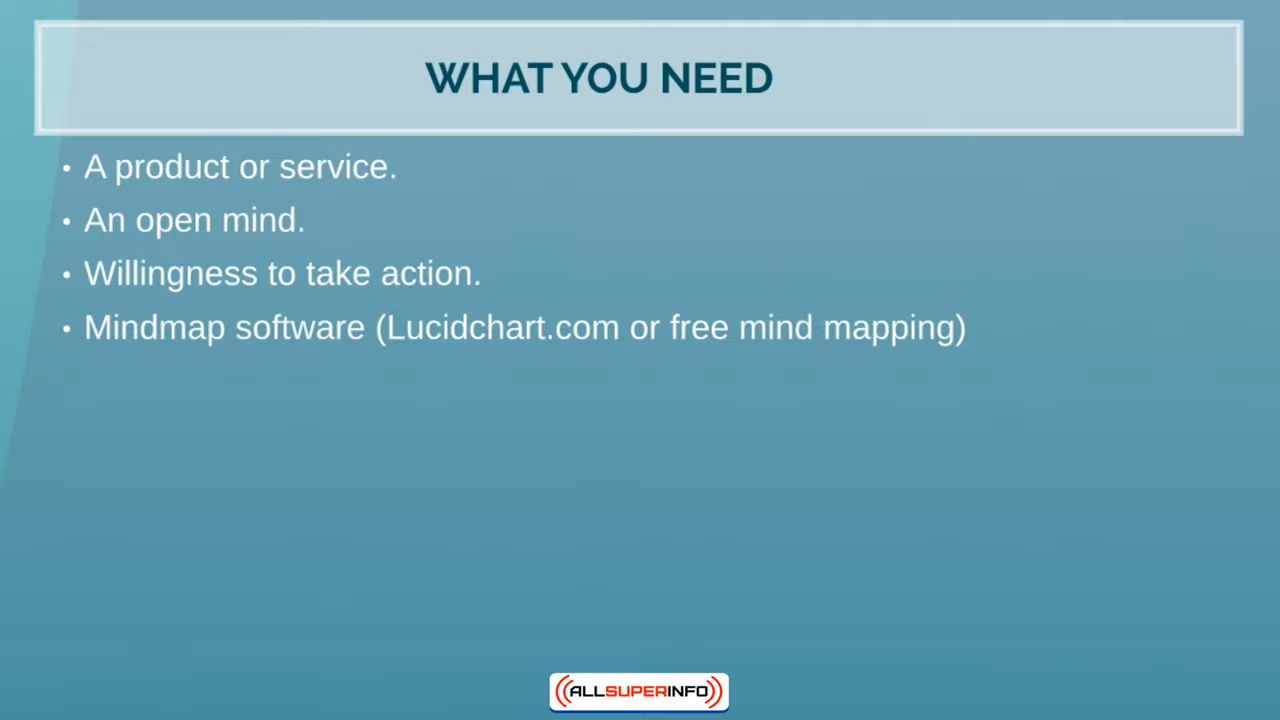 WHAT YOU NEED
• A product or service.
• An open mind.
• Willingness to take action.
• Mindmap software (Lucidchart.com or free mind mapping)
ALLSUPERINFO